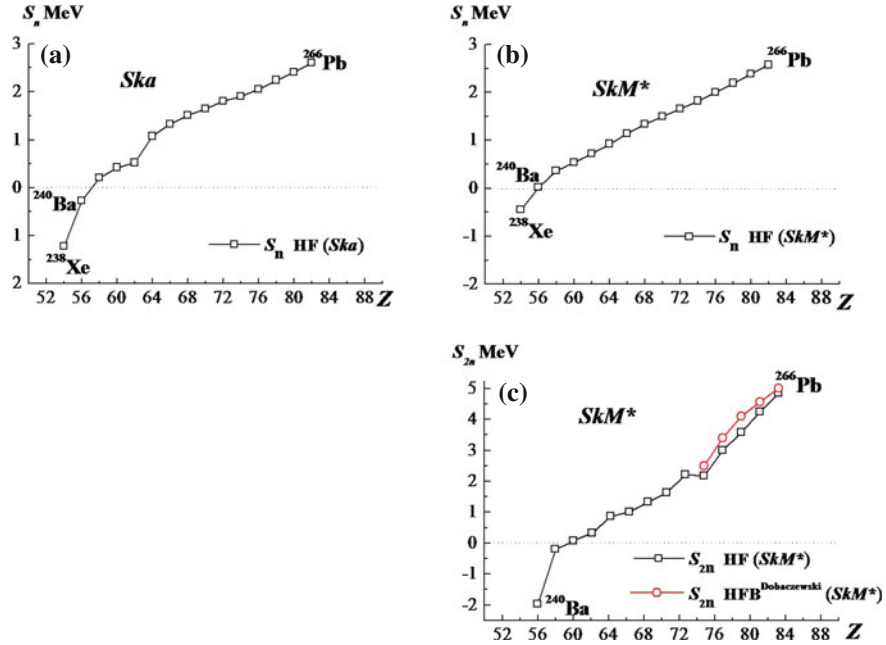 S_n MeV
(a)
3
2
1
0
1
2
Ska
266Pb
240Ba
238Xe
S_n HF (Ska)
52 56 60 64 68 72 76 80 84 88 Z
S_n MeV
(b)
3
2
1
0
-1
-2
SkM*
266Pb
240Ba
238Xe
S_n HF (SkM*)
52 56 60 64 68 72 76 80 84 88 Z
S_2n MeV
(c)
5
4
3
2
1
0
-1
-2
SkM*
266Pb
240Ba
S_2n HF (SkM*)
S_2n HFB^Dobaczewski (SkM*)
52 56 60 64 68 72 76 80 84 88 Z